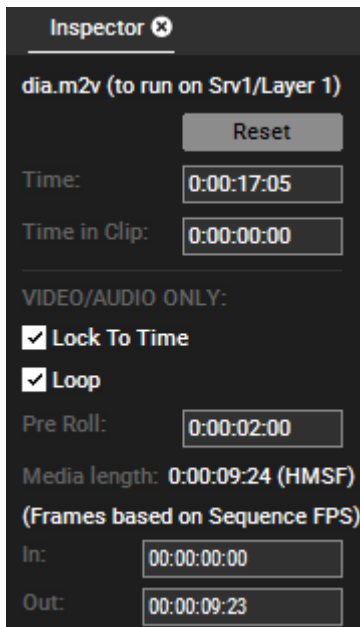 Inspector
dia.m2v (to run on Srv1/Layer 1)
Reset
Time: 0:00:17:05
Time in Clip: 0:00:00:00
VIDEO/AUDIO ONLY:
Lock To Time
Loop
Pre Roll: 0:00:02:00
Media length: 0:00:09:24 (HMSF)
(Frames based on Sequence FPS)
In: 00:00:00:00
Out: 00:00:09:23